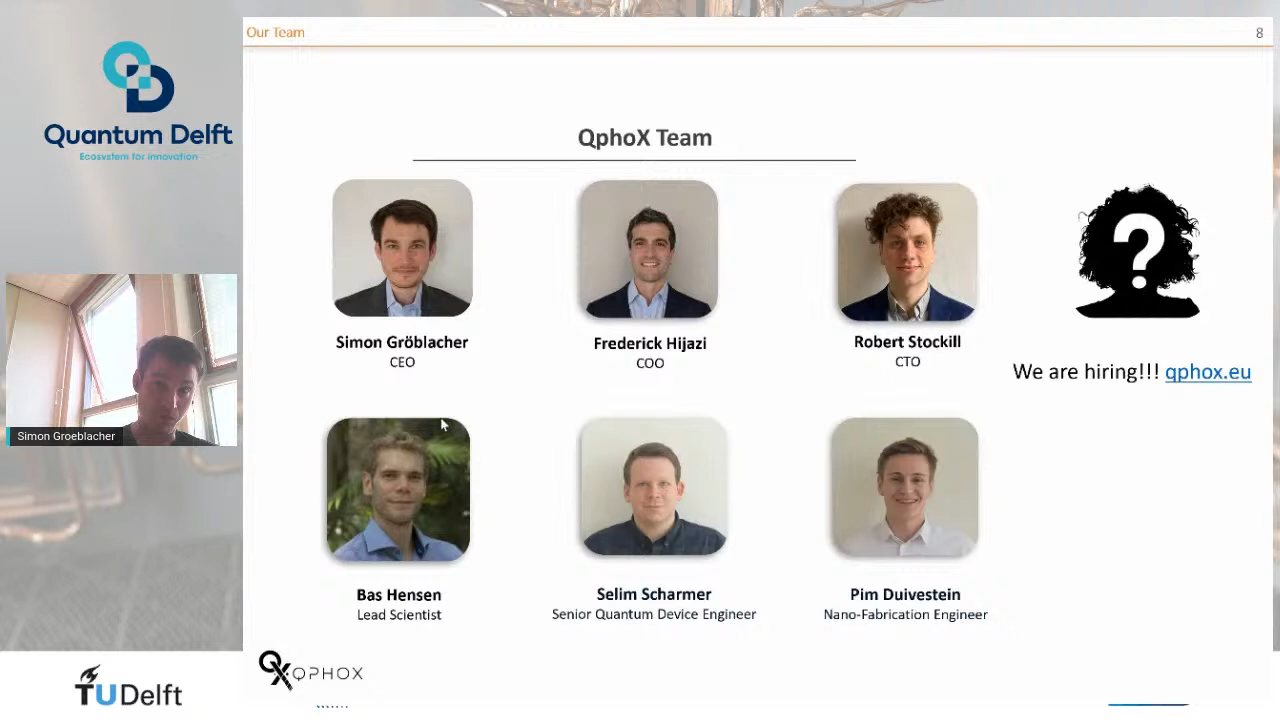 Our Team
8
Quantum Delft
Ecosystem for innovation
QphoX Team
Simon Gröblacher
CEO
Frederick Hijazi
COO
Robert Stockill
CTO
?
We are hiring!!! qphox.eu
Simon Groeblacher
Bas Hensen
Lead Scientist
Selim Scharmer
Senior Quantum Device Engineer
Pim Duivestein
Nano-Fabrication Engineer
QX QPHOX
TU Delft